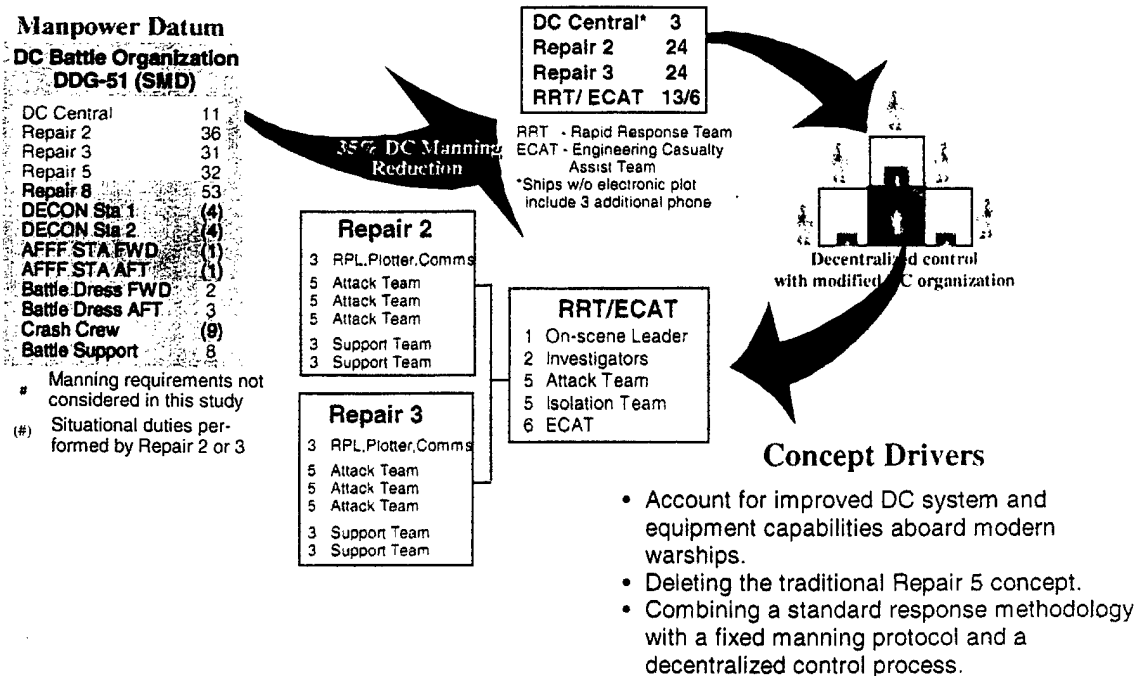 Manpower Datum
DC Battle Organization
DDG-51 (SMD)
DC Central 11
Repair 2 36
Repair 3 31
Repair 5 32
Repair 8 53
DECON Sta 1 (4)
DECON Sta 2 (4)
AFFF STA FWD (1)
AFFF STA AFT (1)
Battle Dress FWD 2
Battle Dress AFT 3
Crash Crew (9)
Battle Support 8
# Manning requirements not
considered in this study
(#) Situational duties per-
formed by Repair 2 or 3
35% DC Manning
Reduction
DC Central* 3
Repair 2 24
Repair 3 24
RRT/ ECAT 13/6
RRT - Rapid Response Team
ECAT - Engineering Casualty
Assist Team
*Ships w/o electronic plot
include 3 additional phone
Decentralized control
with modified DC organization
Repair 2
3 RPL,Plotter,Comms
5 Attack Team
5 Attack Team
5 Attack Team
3 Support Team
3 Support Team
Repair 3
3 RPL,Plotter,Comms
5 Attack Team
5 Attack Team
5 Attack Team
3 Support Team
3 Support Team
RRT/ECAT
1 On-scene Leader
2 Investigators
5 Attack Team
5 Isolation Team
6 ECAT
Concept Drivers
• Account for improved DC system and
equipment capabilities aboard modern
warships.
• Deleting the traditional Repair 5 concept.
• Combining a standard response methodology
with a fixed manning protocol and a
decentralized control process.